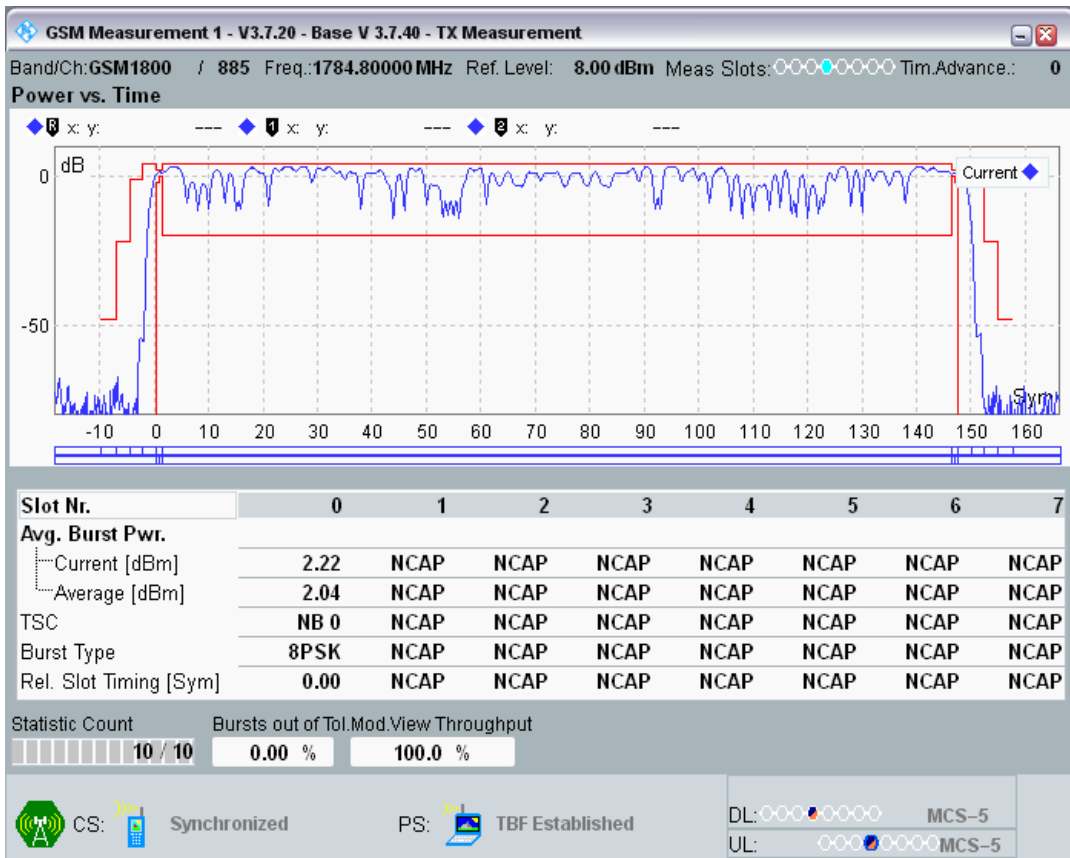 GSM Measurement 1 - V3.7.20 - Base V 3.7.40 - TX Measurement
Band/Ch:GSM1800 / 885 Freq.:1784.80000 MHz Ref. Level: 8.00 dBm Meas Slots: Tim.Advance.: 0
Power vs. Time
R x: y: --- 1 x: y: --- 2 x: y: ---
dB
Current
0
-50
Sym
-10 0 10 20 30 40 50 60 70 80 90 100 110 120 130 140 150 160
Slot Nr. 0 1 2 3 4 5 6 7
Avg. Burst Pwr.
Current [dBm] 2.22 NCAP NCAP NCAP NCAP NCAP NCAP NCAP
Average [dBm] 2.04 NCAP NCAP NCAP NCAP NCAP NCAP NCAP
TSC NB 0 NCAP NCAP NCAP NCAP NCAP NCAP NCAP
Burst Type 8PSK NCAP NCAP NCAP NCAP NCAP NCAP NCAP
Rel. Slot Timing [Sym] 0.00 NCAP NCAP NCAP NCAP NCAP NCAP NCAP
Statistic Count Bursts out of Tol.Mod.View Throughput
10 / 10 0.00 % 100.0 %
CS: Synchronized PS: TBF Established
DL: MCS-5
UL: MCS-5